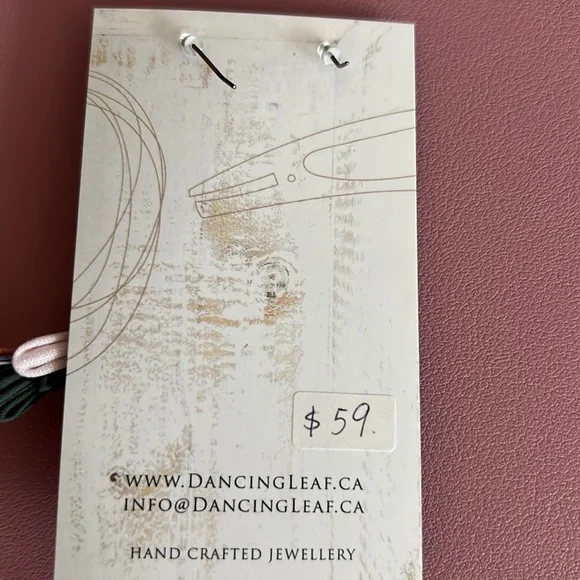 $59.
WWW.DANCINGLEAF.CA
INFO@DANCINGLEAF.CA
HAND CRAFTED JEWELLERY